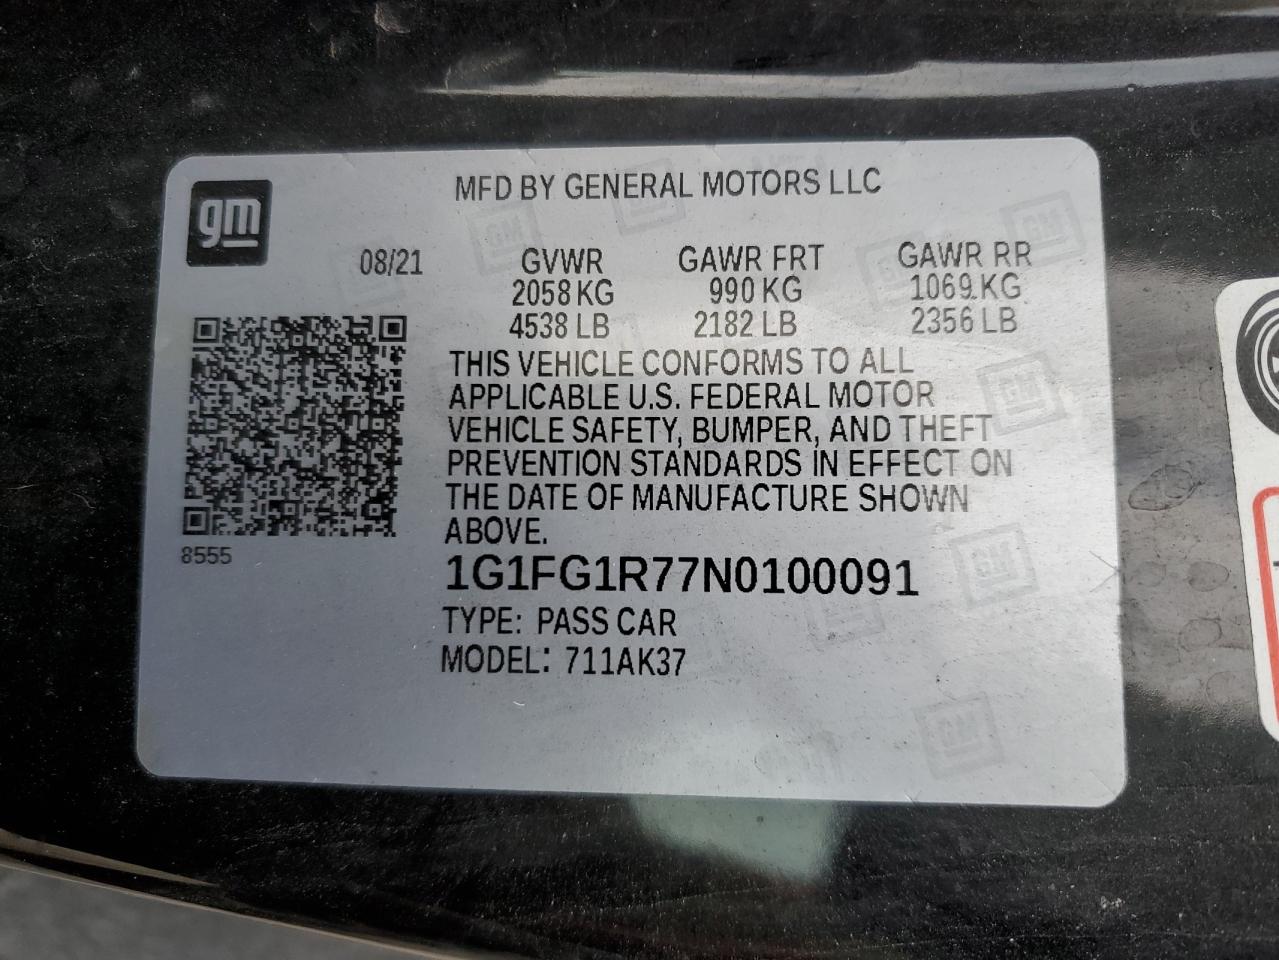 gm
MFD BY GENERAL MOTORS LLC
08/21 GVWR GAWR FRT GAWR RR
2058 KG 990 KG 1069 KG
4538 LB 2182 LB 2356 LB
THIS VEHICLE CONFORMS TO ALL
APPLICABLE U.S. FEDERAL MOTOR
VEHICLE SAFETY, BUMPER, AND THEFT
PREVENTION STANDARDS IN EFFECT ON
THE DATE OF MANUFACTURE SHOWN
ABOVE.
8555
1G1FG1R77N0100091
TYPE: PASS CAR
MODEL: 711AK37